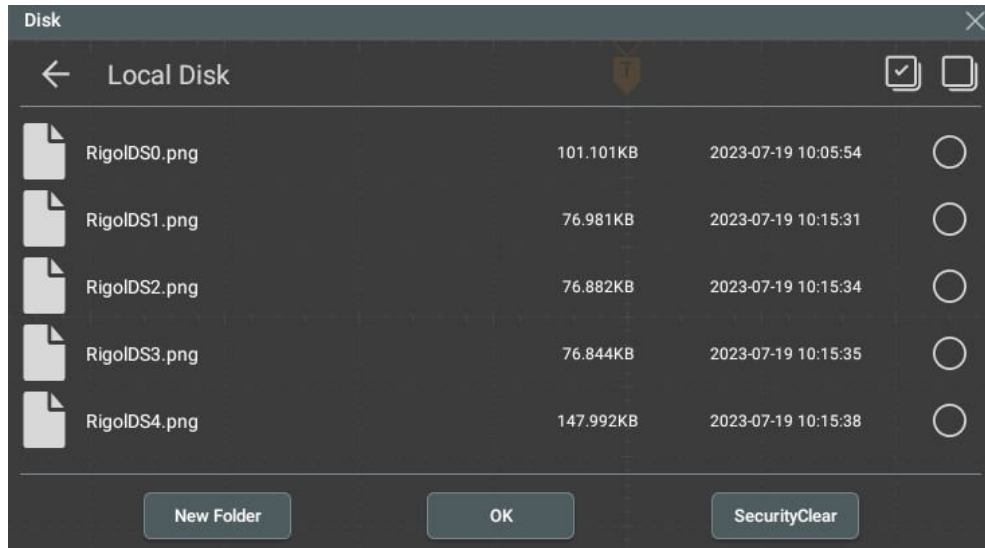 Disk
Local Disk
T
RigolDS0.png 101.101KB 2023-07-19 10:05:54
RigolDS1.png 76.981KB 2023-07-19 10:15:31
RigolDS2.png 76.882KB 2023-07-19 10:15:34
RigolDS3.png 76.844KB 2023-07-19 10:15:35
RigolDS4.png 147.992KB 2023-07-19 10:15:38
New Folder OK SecurityClear